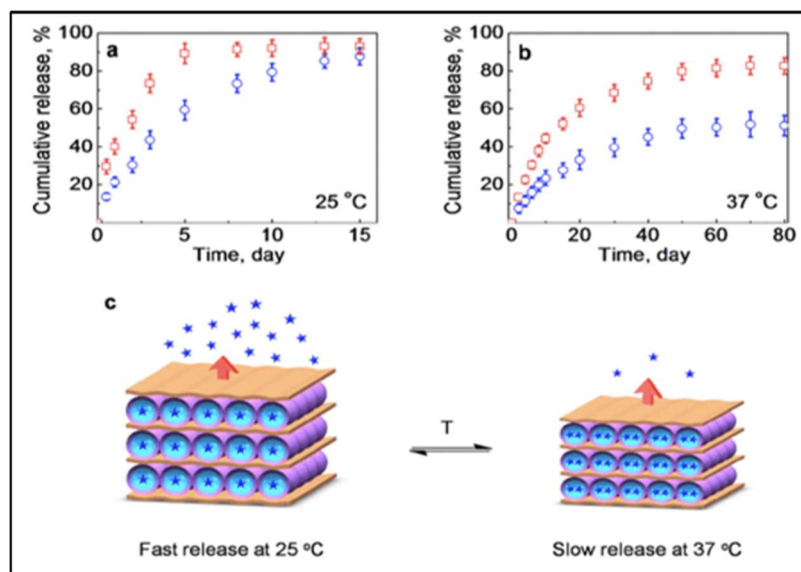 a
Cumulative release, %
100
80
60
40
20
0
5
10
15
25 °C
Time, day
b
Cumulative release, %
100
80
60
40
20
0
20
40
60
80
37 °C
Time, day
c
T
Fast release at 25 °C
Slow release at 37 °C